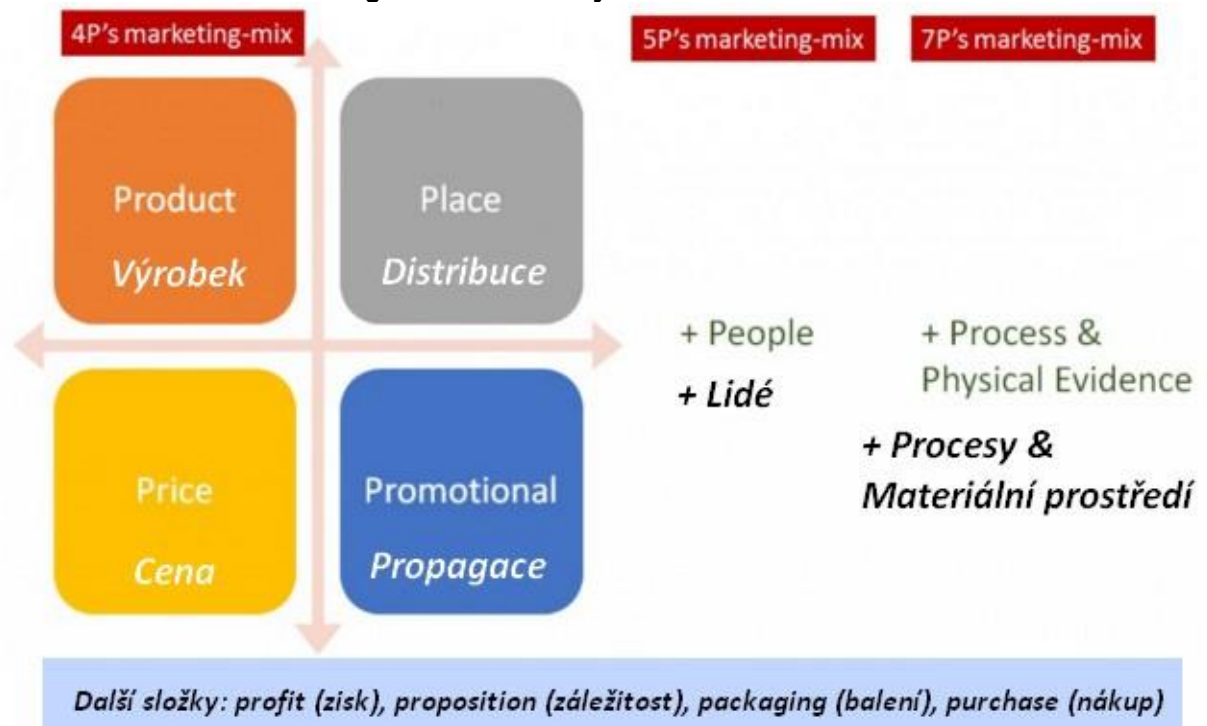 4P's marketing-mix
5P's marketing-mix
7P's marketing-mix
Product
Výrobek
Place
Distribuce
Price
Cena
Promotional
Propagace
+ People
+ Lidé
+ Process &
Physical Evidence
+ Procesy &
Materiální prostředí
Další složky: profit (zisk), proposition (záležitost), packaging (balení), purchase (nákup)